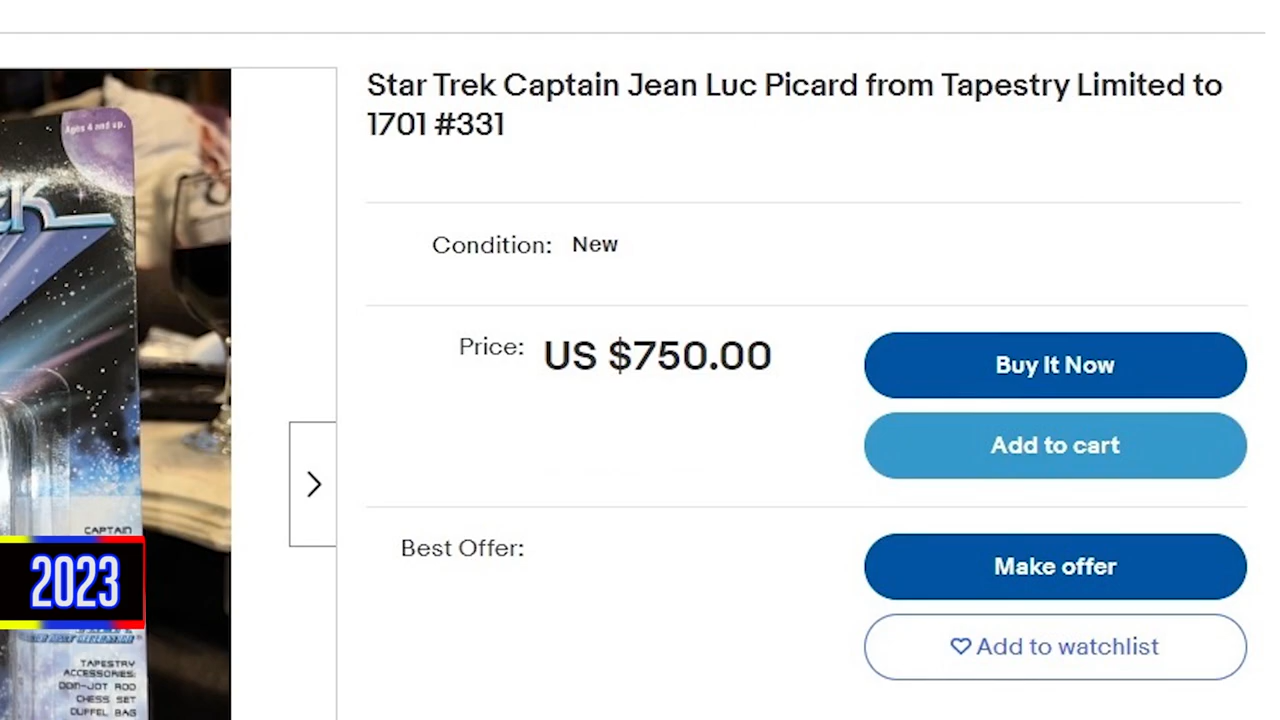 Star Trek Captain Jean Luc Picard from Tapestry Limited to
1701 #331
Ages 4 and up.
Condition: New
Price: US $750.00
Buy It Now
Add to cart
Best Offer:
Make offer
Add to watchlist
CAPTAIN
2023
TAPESTRY
ACCESSORIES:
DOM-JOT ROD
CHESS SET
DUFFEL BAG